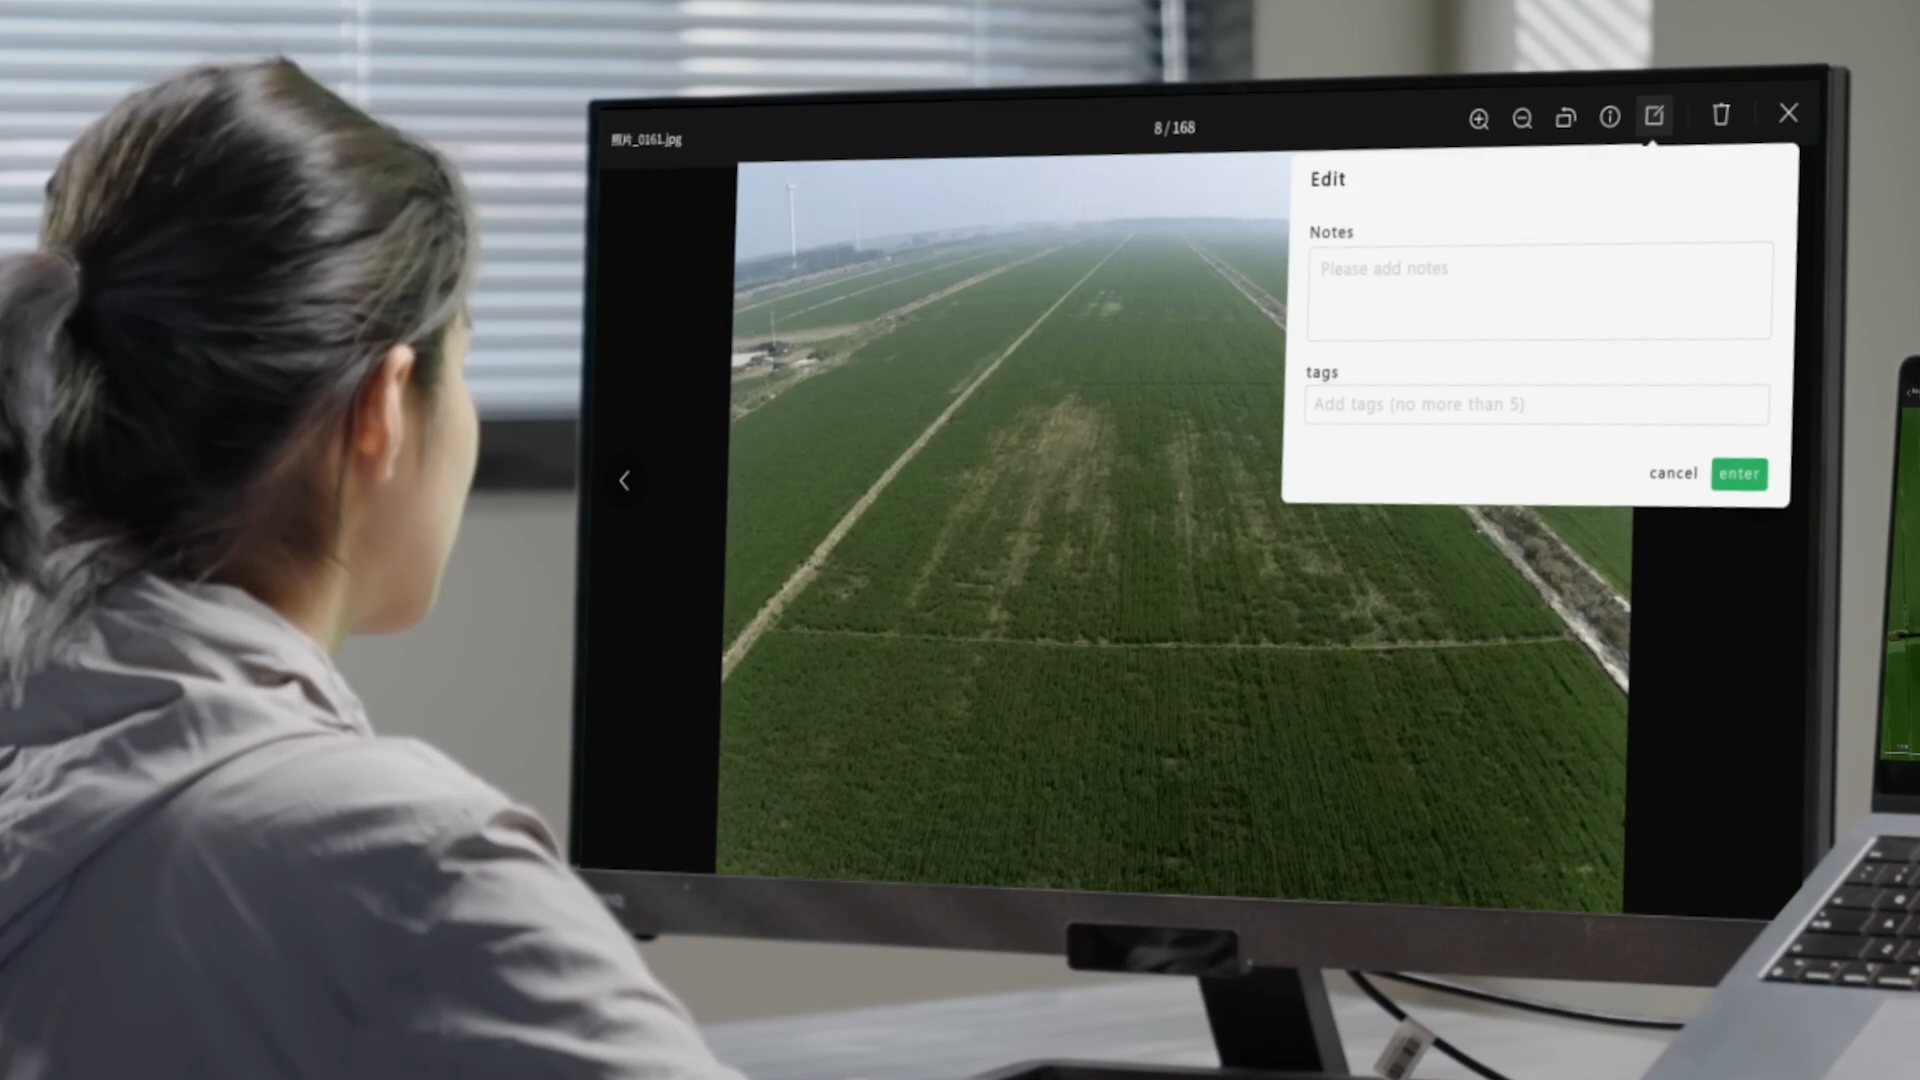 照片_0161.jpg
8/168
Edit
Notes
Please add notes
tags
Add tags (no more than 5)
cancel
enter